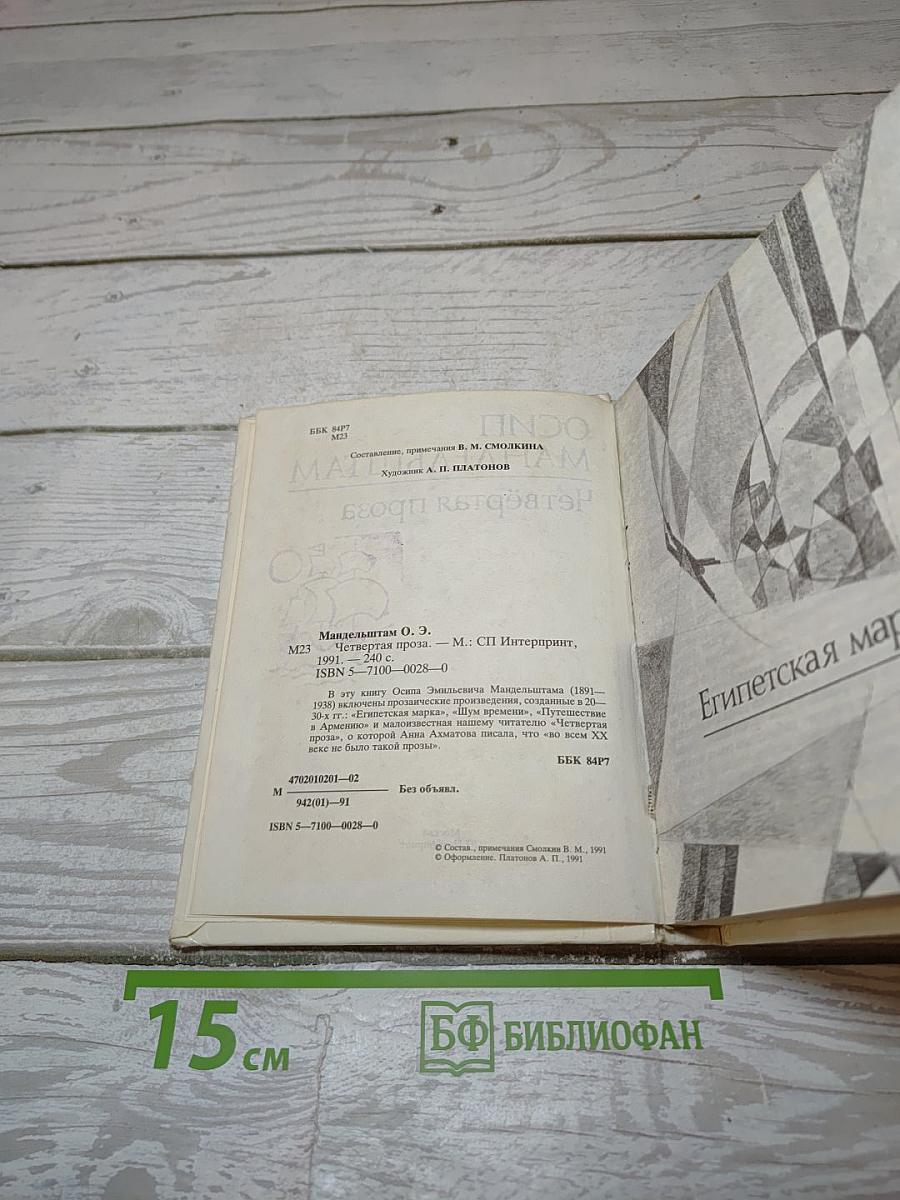 ББК 84Р7
М23
Составление, примечания В. М. СМОЛКИНА
Художник А. П. ПЛАТОНОВ
ОСИП
МАНДЕЛЬШТАМ
Четвёртая проза
Мандельштам О. Э.
М23 Четвертая проза. — М.: СП Интерпринт,
1991. — 240 с.
ISBN 5—7100—0028—0
В эту книгу Осипа Эмильевича Мандельштама (1891—
1938) включены прозаические произведения, созданные в 20—
30-х гг.: «Египетская марка», «Шум времени», «Путешествие
в Армению» и малоизвестная нашему читателю «Четвертая
проза», о которой Анна Ахматова писала, что «во всем XX
веке не было такой прозы».
ББК 84Р7
4702010201—02
М Без объявл.
942(01)—91
ISBN 5—7100—0028—0
© Состав., примечания Смолкин В. М., 1991
© Оформление. Платонов А. П., 1991
Египетская мар
15 см
БФ БИБЛИОФАН